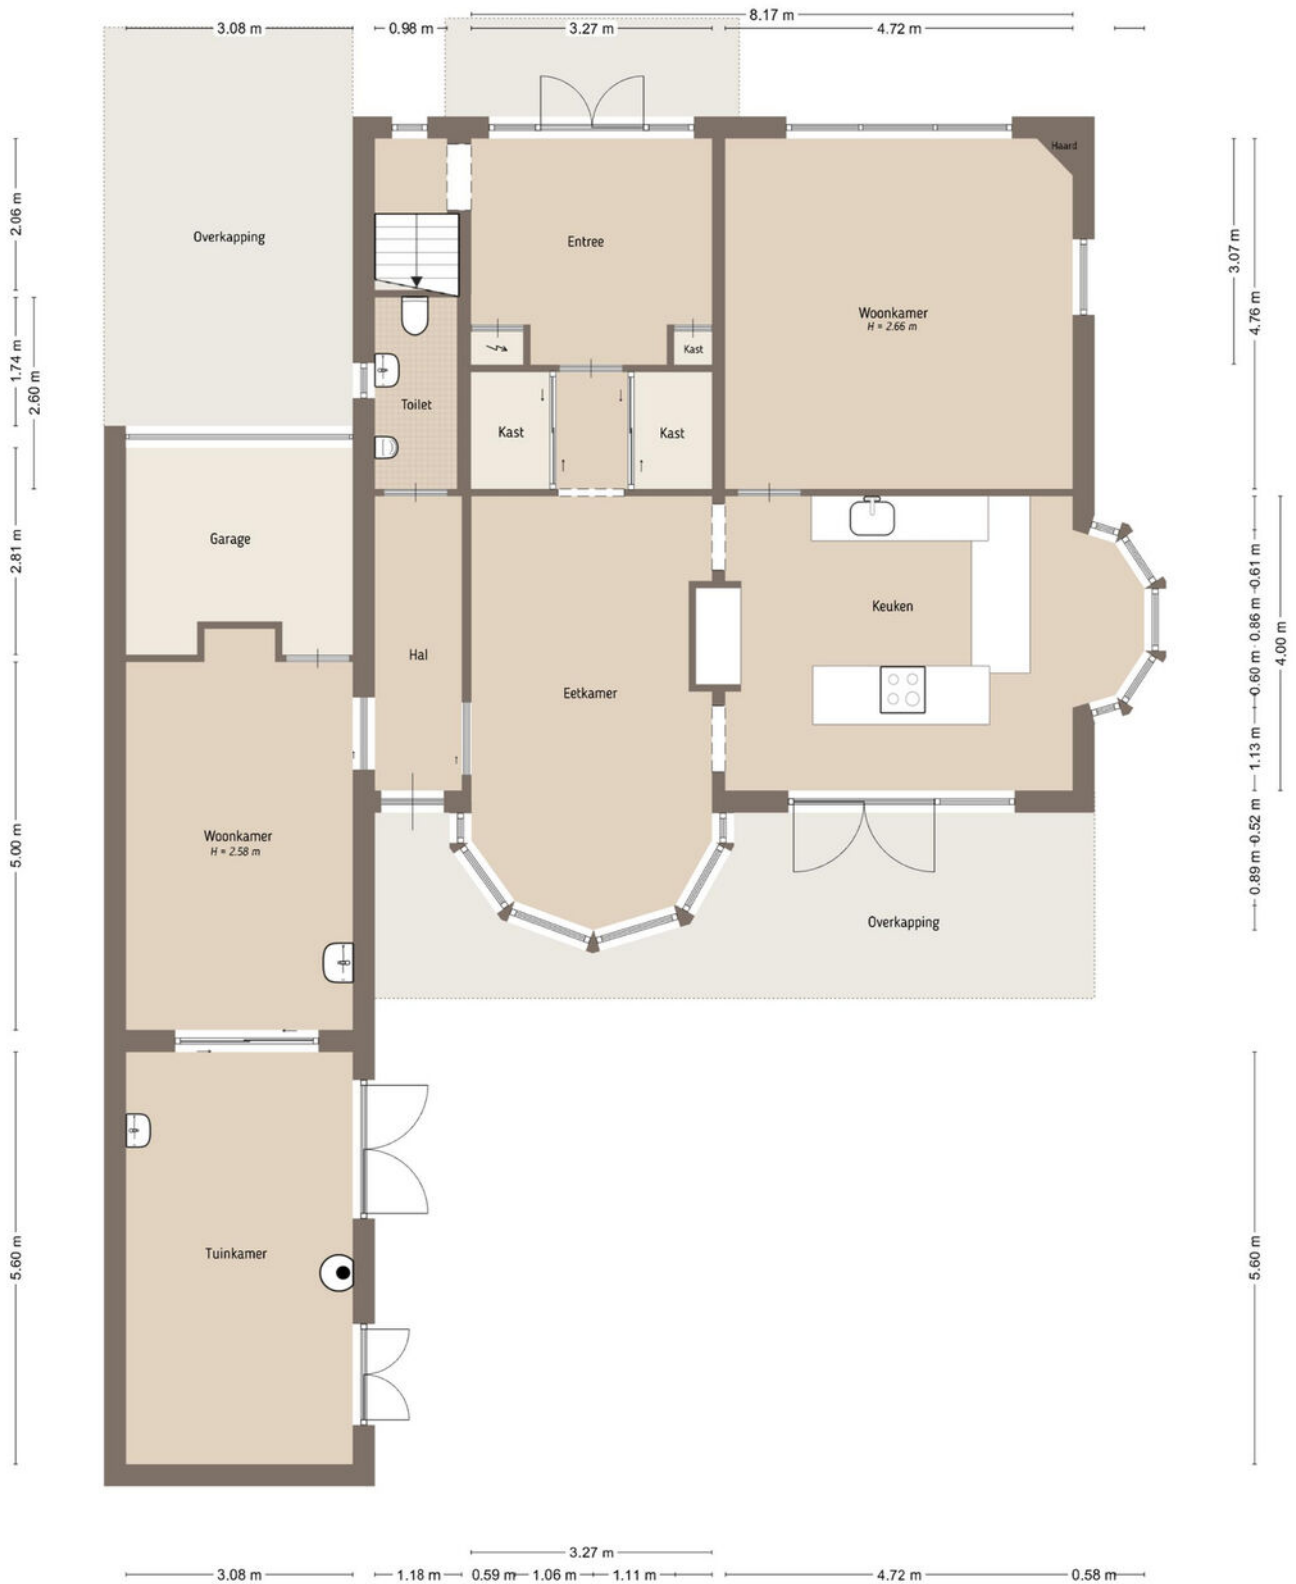 8.17 m
3.08 m
0.98 m
3.27 m
4.72 m
Haard
2.06 m
3.07 m
Overkapping
Entree
Woonkamer
H = 2.66 m
4.76 m
1.74 m
2.60 m
Kast
Toilet
Kast
Kast
Garage
2.81 m
0.61 m
0.86 m
0.60 m
4.00 m
Keuken
Hal
Eetkamer
1.13 m
Woonkamer
H = 2.58 m
5.00 m
0.52 m
0.89 m
Overkapping
Tuinkamer
5.60 m
5.60 m
3.27 m
3.08 m
1.18 m
0.59 m
1.06 m
1.11 m
4.72 m
0.58 m